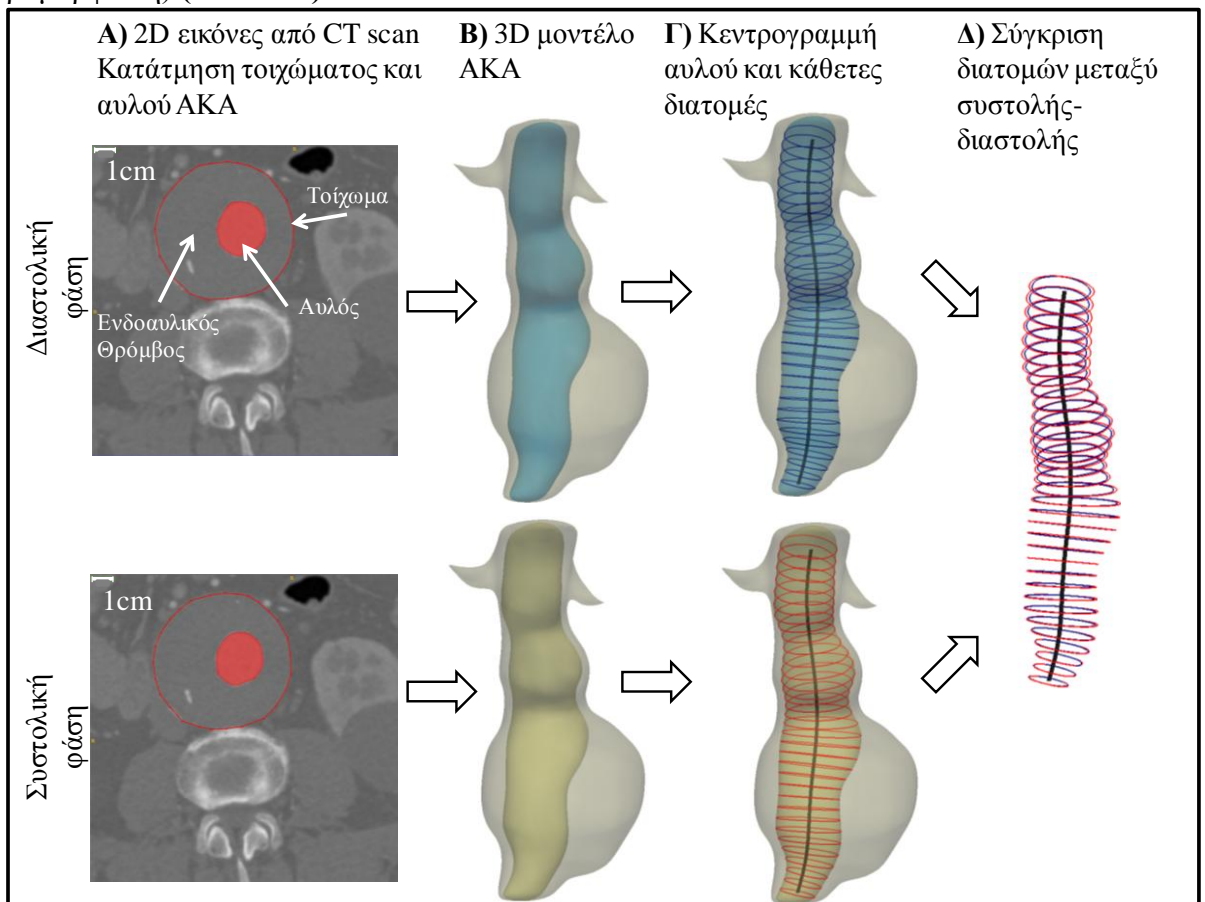 Α) 2D εικόνες από CT scan
Κατάτμηση τοιχώματος και
αυλού ΑΚΑ
Β) 3D μοντέλο
ΑΚΑ
Γ) Κεντρογραμμή
αυλού και κάθετες
διατομές
Δ) Σύγκριση
διατομών μεταξύ
συστολής-
διαστολής
Διαστολική
φάση
1cm
Τοίχωμα
Ενδοαυλικός
Θρόμβος
Αυλός
Συστολική
φάση
1cm